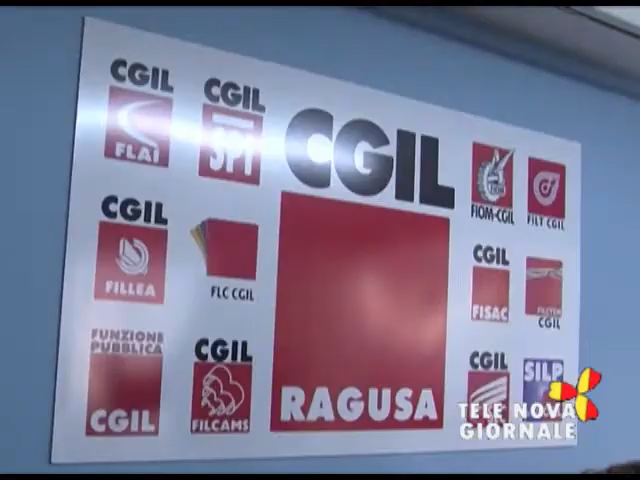 CGIL
FLAI
CGIL
SPI
CGIL
FILLEA
FLC CGIL
FUNZIONE
PUBBLICA
CGIL
CGIL
FILCAMS
CGIL
RAGUSA
FIOM-CGIL
FILT CGIL
CGIL
FISAC
CGIL
CGIL
SILP
TELE NOVA
GIORNALE